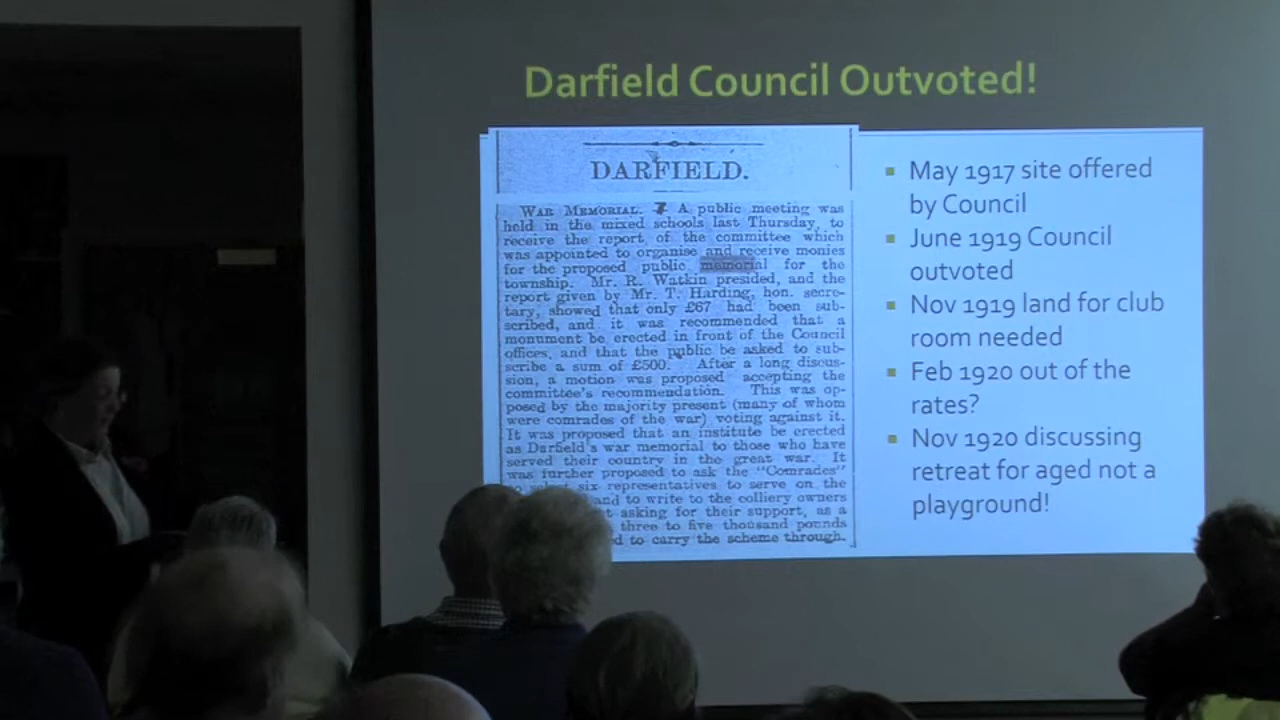 Darfield Council Outvoted!
DARFIELD.
WAR MEMORIAL. A public meeting was
held in the mixed schools last Thursday, to
receive the report of the committee which
was appointed to organise and receive monies
for the proposed public memorial for the
township. Mr. R. Watkin presided, and the
report given by Mr. T. Harding, hon. secre-
tary, showed that only £67 had been sub-
scribed, and it was recommended that a
monument be erected in front of the Council
offices, and that the public be asked to sub-
scribe a sum of £500. After a long discus-
sion, a motion was proposed accepting the
committee's recommendation. This was op-
posed by the majority present (many of whom
were comrades of the war) voting against it.
It was proposed that an institute be erected
as Darfield's war memorial to those who have
served their country in the great war. It
was further proposed to ask the "Comrades"
six representatives to serve on the
and to write to the colliery owners
asking for their support, as a
three to five thousand pounds
to carry the scheme through.
▪ May 1917 site offered
by Council
▪ June 1919 Council
outvoted
▪ Nov 1919 land for club
room needed
▪ Feb 1920 out of the
rates?
▪ Nov 1920 discussing
retreat for aged not a
playground!